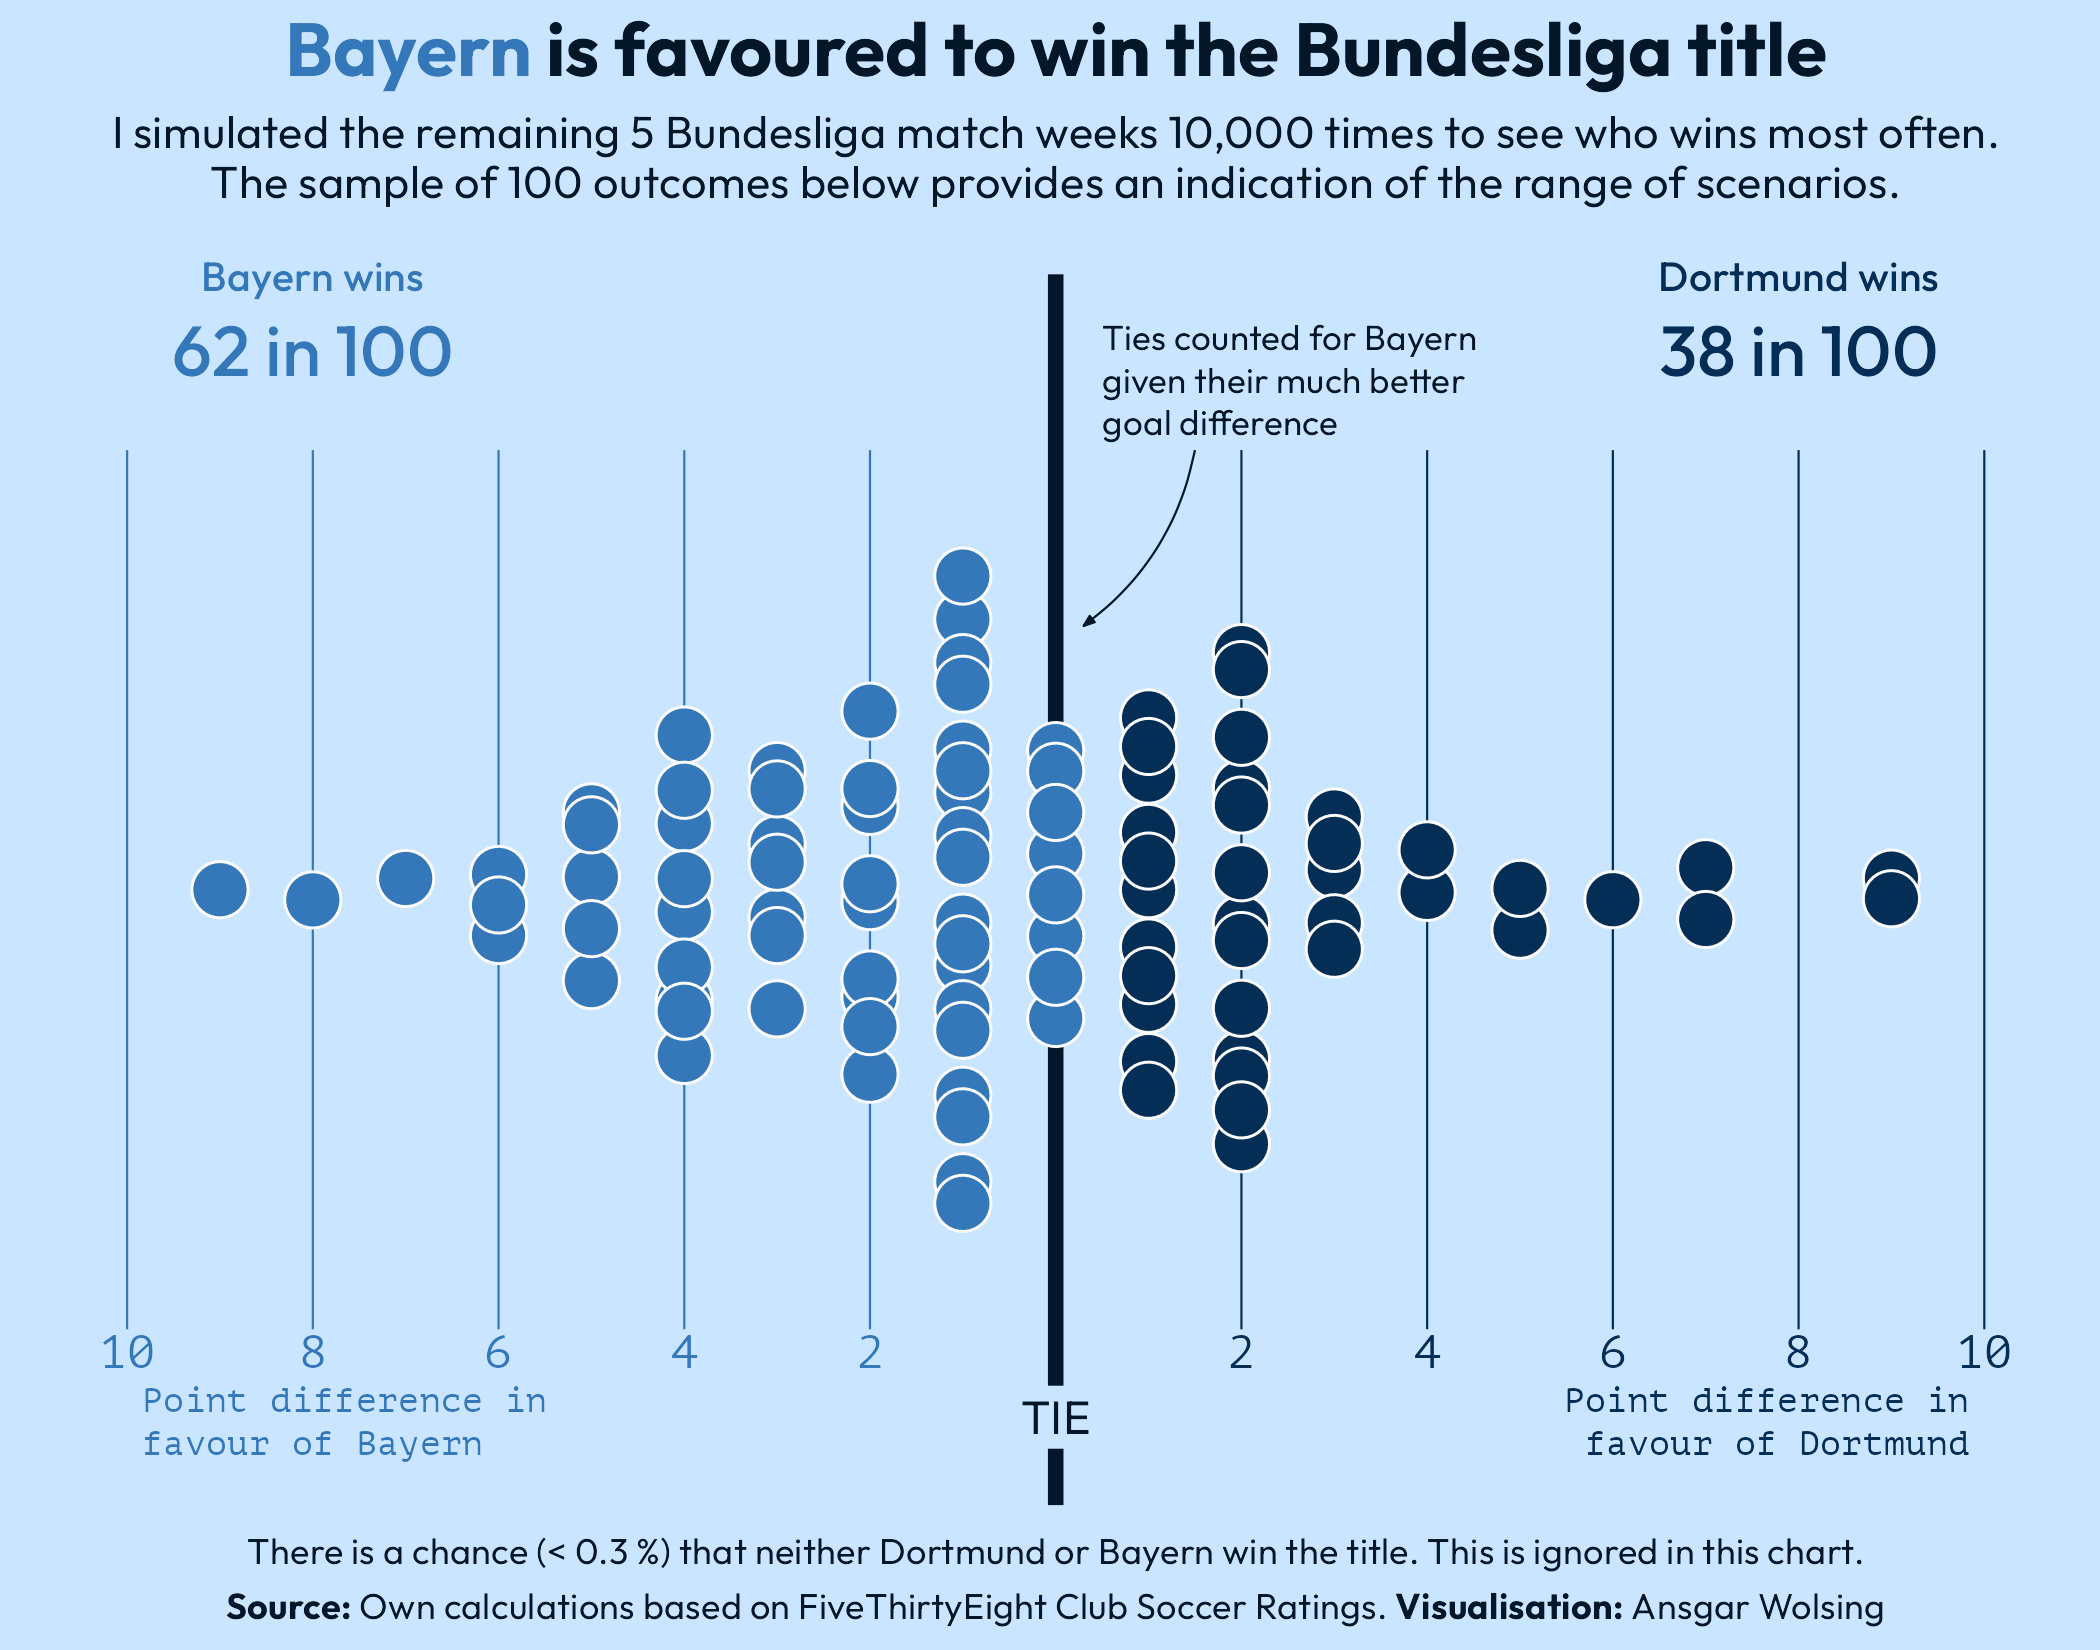 Bayern is favoured to win the Bundesliga title
I simulated the remaining 5 Bundesliga match weeks 10,000 times to see who wins most often.
The sample of 100 outcomes below provides an indication of the range of scenarios.
Bayern wins
62 in 100
Dortmund wins
38 in 100
Ties counted for Bayern
given their much better
goal difference
10 8 6 4 2 2 4 6 8 10
Point difference in
favour of Bayern
TIE
Point difference in
favour of Dortmund
There is a chance (< 0.3 %) that neither Dortmund or Bayern win the title. This is ignored in this chart.
Source: Own calculations based on FiveThirtyEight Club Soccer Ratings. Visualisation: Ansgar Wolsing